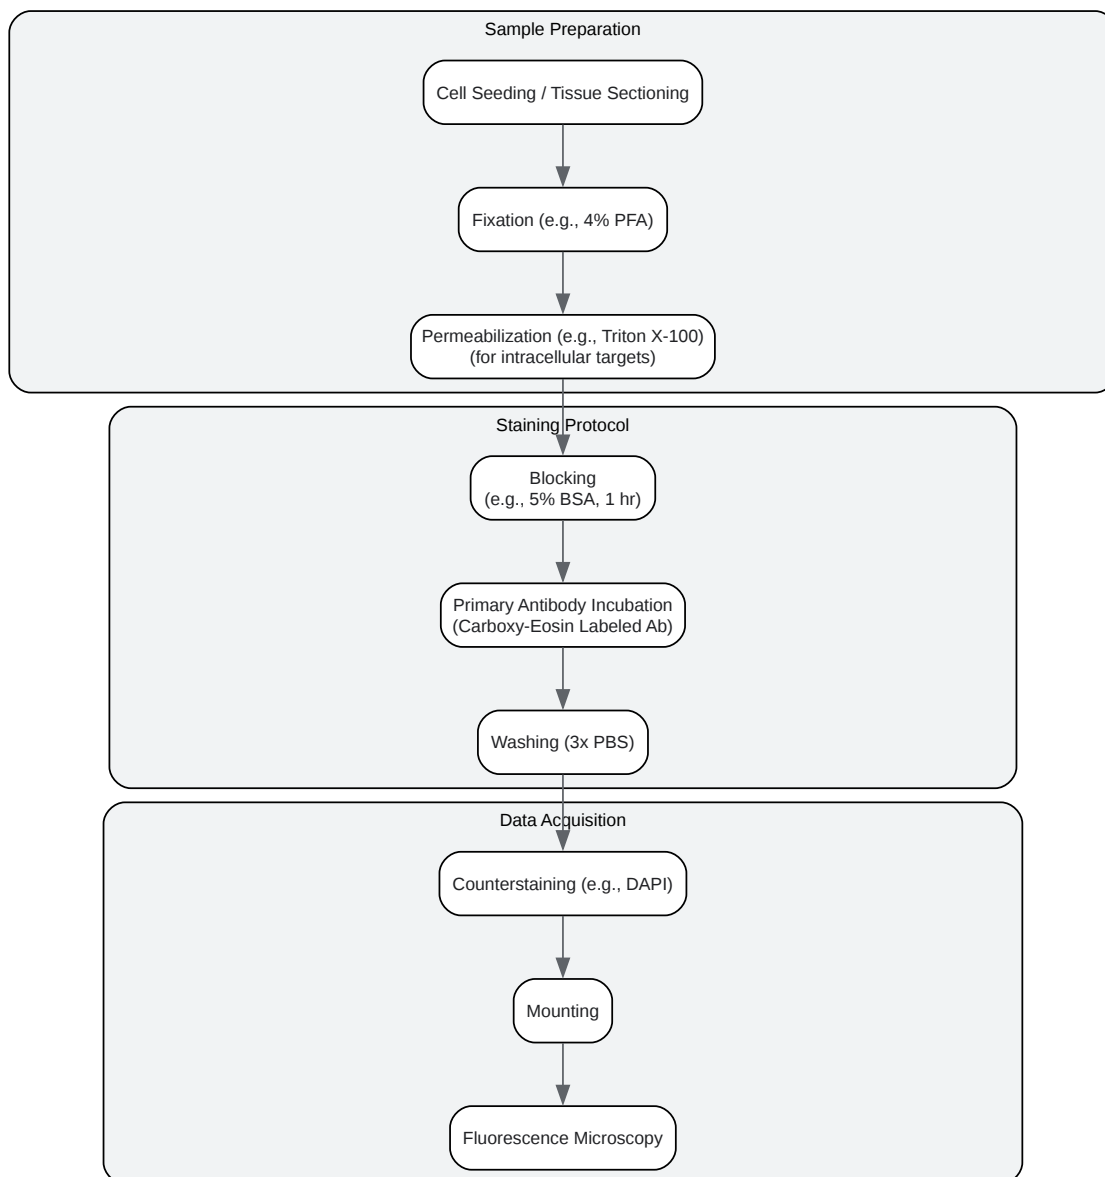 Sample Preparation
Cell Seeding / Tissue Sectioning
Fixation (e.g., 4% PFA)
Permeabilization (e.g., Triton X-100)
(for intracellular targets)
Staining Protocol
Blocking
(e.g., 5% BSA, 1 hr)
Primary Antibody Incubation
(Carboxy-Eosin Labeled Ab)
Washing (3x PBS)
Data Acquisition
Counterstaining (e.g., DAPI)
Mounting
Fluorescence Microscopy